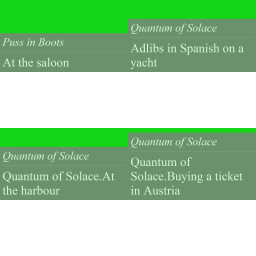 Puss in Boots
At the saloon
Quantum of Solace
Adlibs in Spanish on a
yacht
Quantum of Solace
Quantum of Solace.At
the harbour
Quantum of Solace
Quantum of
Solace.Buying a ticket
in Austria